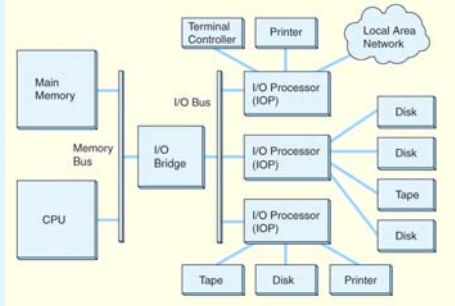 Terminal
Controller
Printer
Local Area
Network
Main
Memory
I/O Bus
I/O Processor
(IOP)
Disk
Memory
Bus
I/O
Bridge
I/O Processor
(IOP)
Disk
Tape
CPU
I/O Processor
(IOP)
Disk
Tape
Disk
Printer